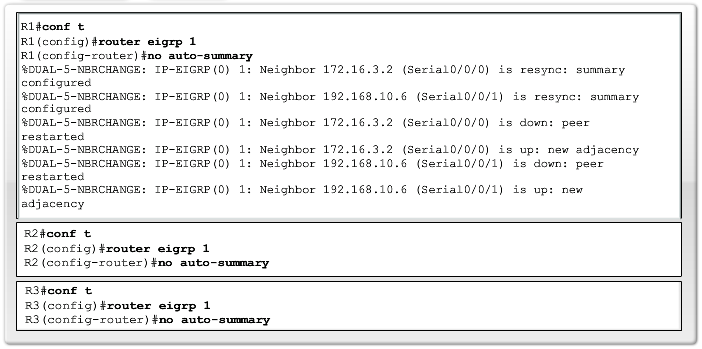 R1#conf t
R1(config)#router eigrp 1
R1(config-router)#no auto-summary
%DUAL-5-NBRCHANGE: IP-EIGRP(0) 1: Neighbor 172.16.3.2 (Serial0/0/0) is resync: summary
configured
%DUAL-5-NBRCHANGE: IP-EIGRP(0) 1: Neighbor 192.168.10.6 (Serial0/0/1) is resync: summary
configured
%DUAL-5-NBRCHANGE: IP-EIGRP(0) 1: Neighbor 172.16.3.2 (Serial0/0/0) is down: peer
restarted
%DUAL-5-NBRCHANGE: IP-EIGRP(0) 1: Neighbor 172.16.3.2 (Serial0/0/0) is up: new adjacency
%DUAL-5-NBRCHANGE: IP-EIGRP(0) 1: Neighbor 192.168.10.6 (Serial0/0/1) is down: peer
restarted
%DUAL-5-NBRCHANGE: IP-EIGRP(0) 1: Neighbor 192.168.10.6 (Serial0/0/1) is up: new
adjacency
R2#conf t
R2(config)#router eigrp 1
R2(config-router)#no auto-summary
R3#conf t
R3(config)#router eigrp 1
R3(config-router)#no auto-summary